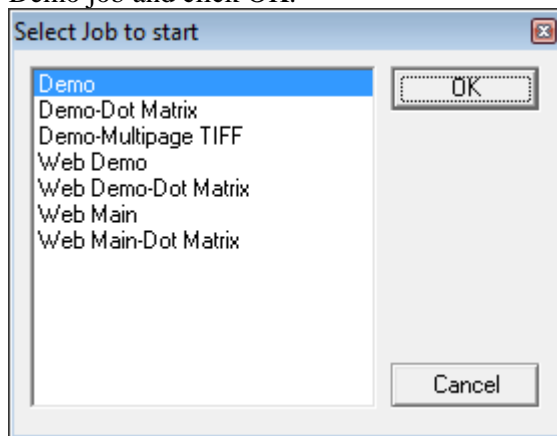 Demo job and click OK.
Select Job to start
Demo
OK
Demo-Dot Matrix
Demo-Multipage TIFF
Web Demo
Web Demo-Dot Matrix
Web Main
Web Main-Dot Matrix
Cancel